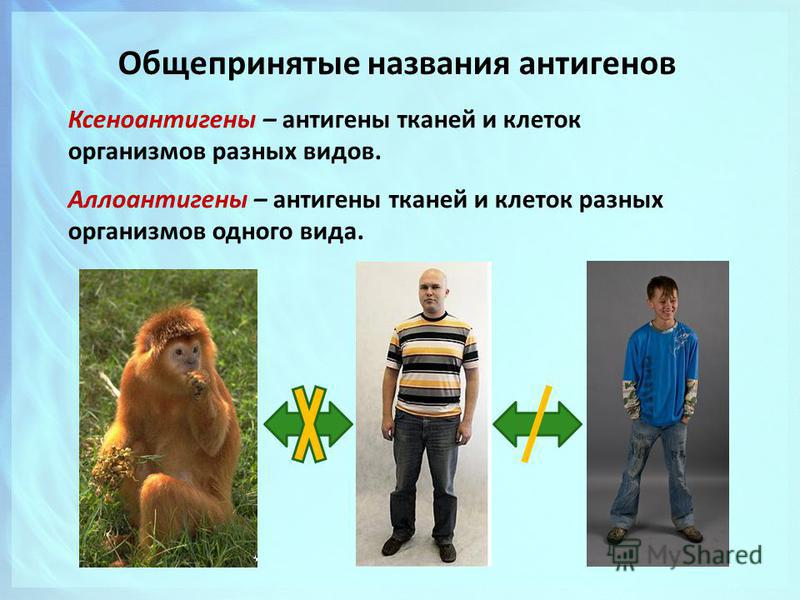 Общепринятые названия антигенов
Ксеноантигены – антигены тканей и клеток
организмов разных видов.
Аллоантигены – антигены тканей и клеток разных
организмов одного вида.
MyShared